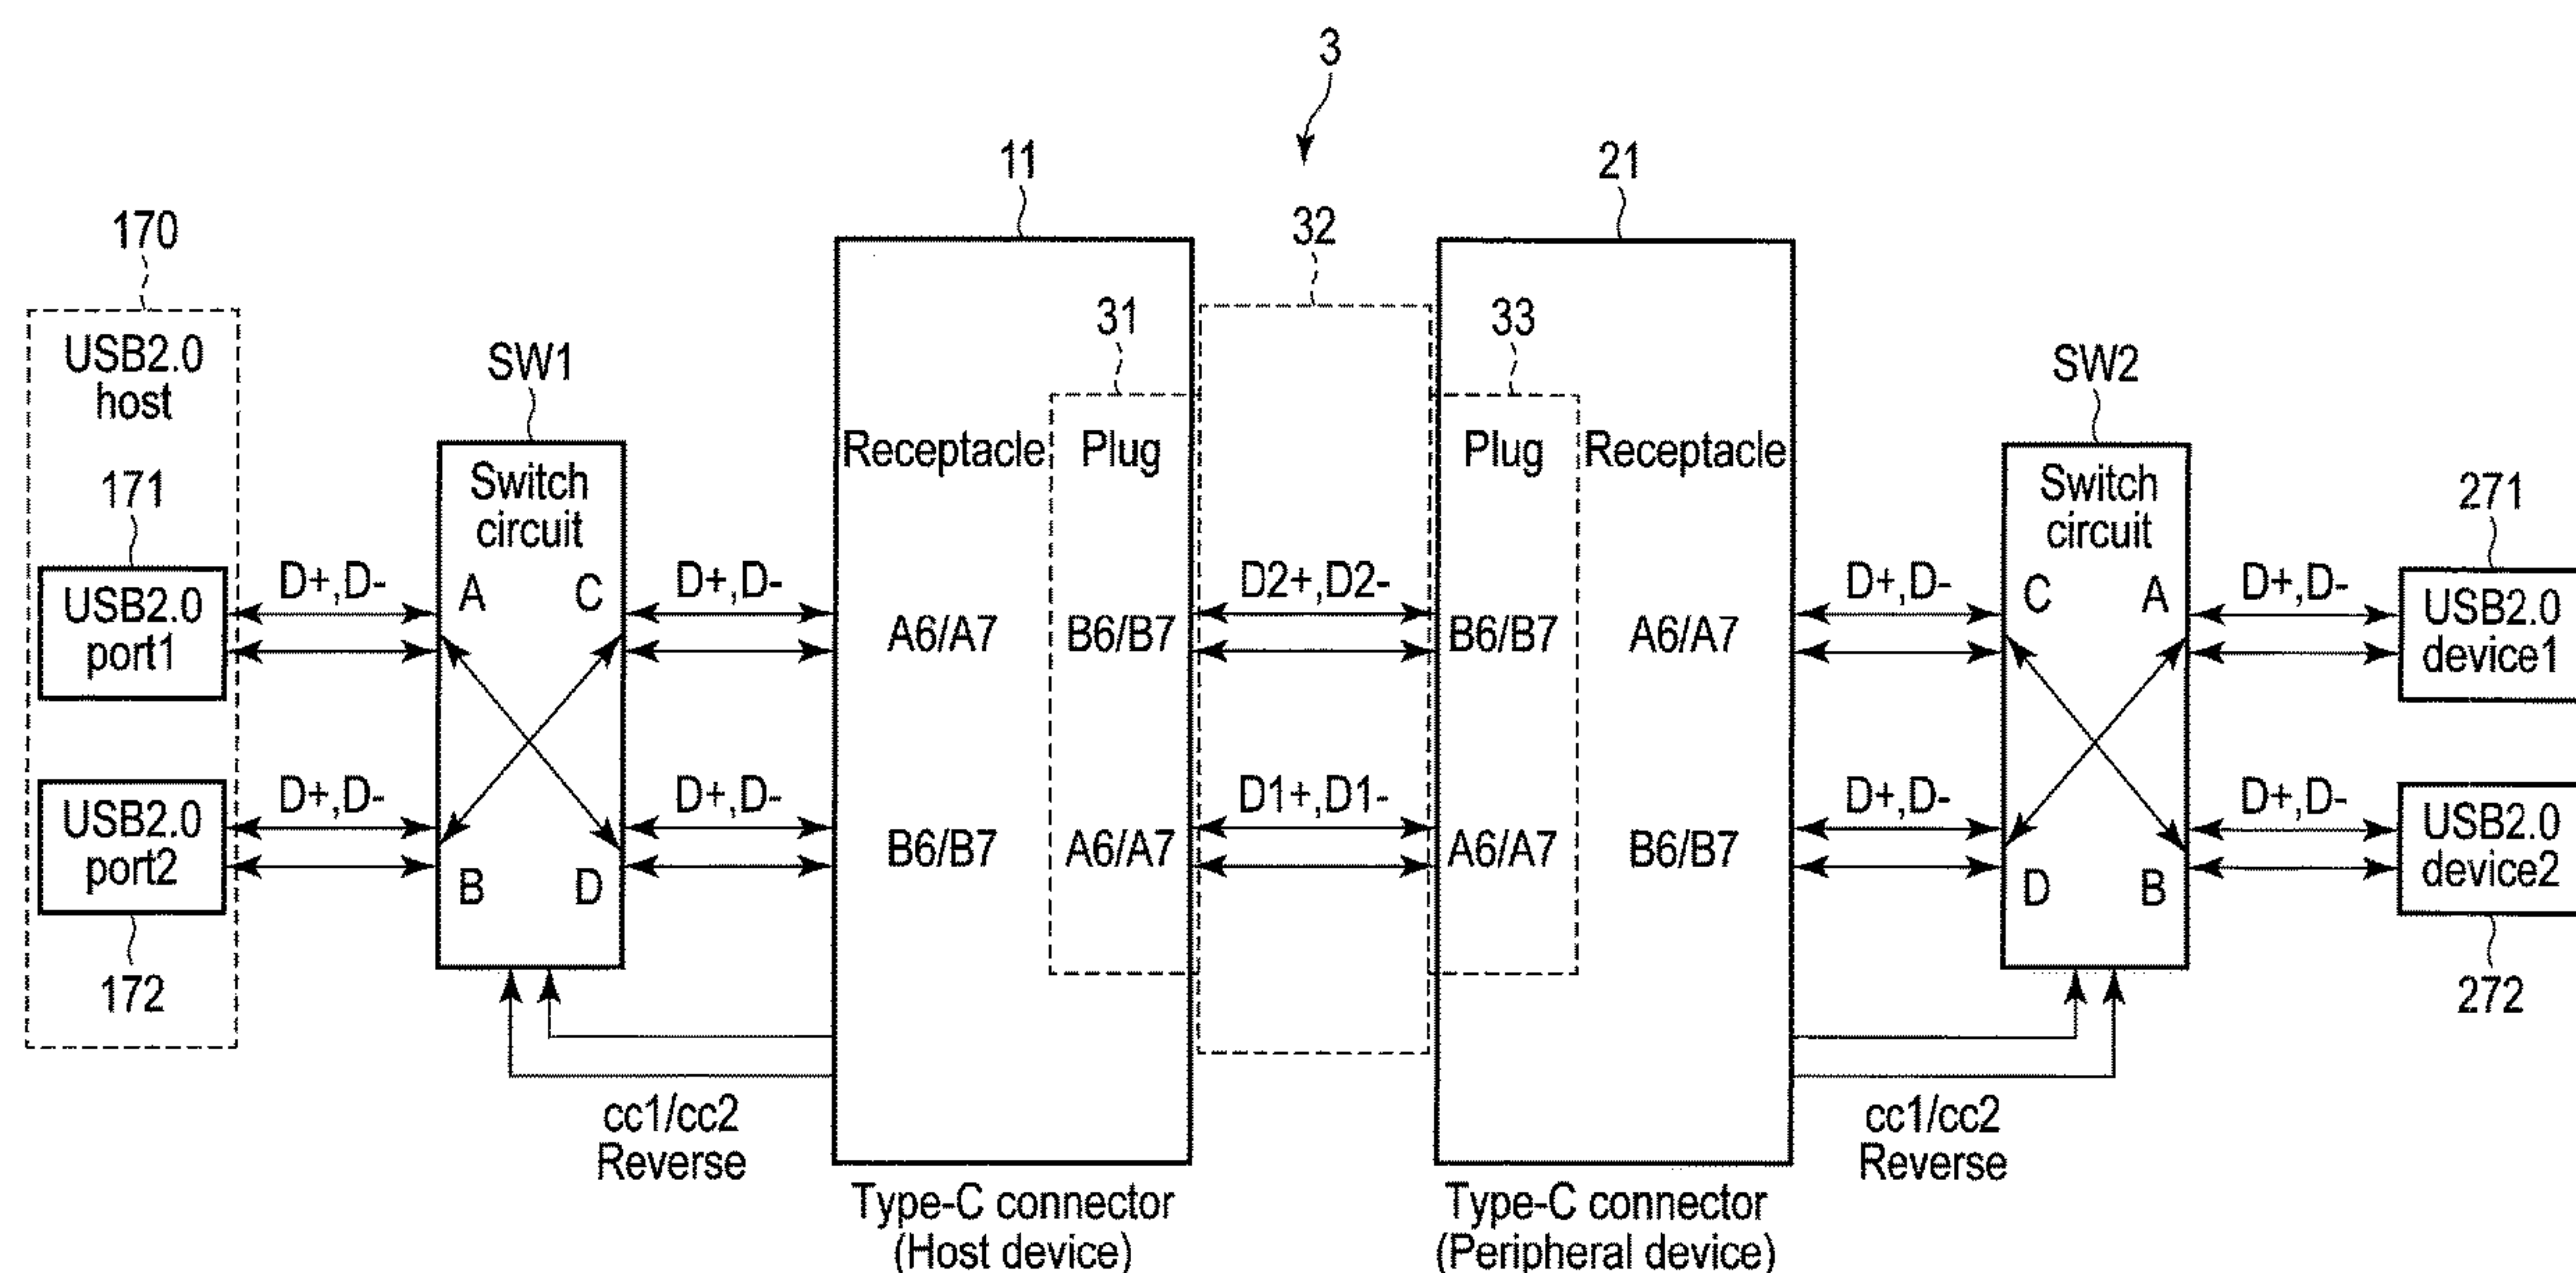 3
11
21
170
32
31
33
USB2.0
host
SW1
SW2
Receptacle
Plug
Plug
Receptacle
171
Switch
circuit
Switch
circuit
271
USB2.0
port1
D+,D-
A
C
D+,D-
A6/A7
B6/B7
D2+,D2-
B6/B7
A6/A7
D+,D-
C
A
D+,D-
USB2.0
device1
USB2.0
port2
D+,D-
B
D
D+,D-
B6/B7
A6/A7
D1+,D1-
A6/A7
B6/B7
D+,D-
D
B
D+,D-
USB2.0
device2
172
272
cc1/cc2
Reverse
cc1/cc2
Reverse
Type-C connector
(Host device)
Type-C connector
(Peripheral device)